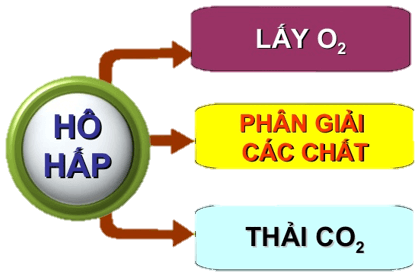 HÔ
HẤP
LẤY O₂
PHÂN GIẢI
CÁC CHẤT
THẢI CO₂